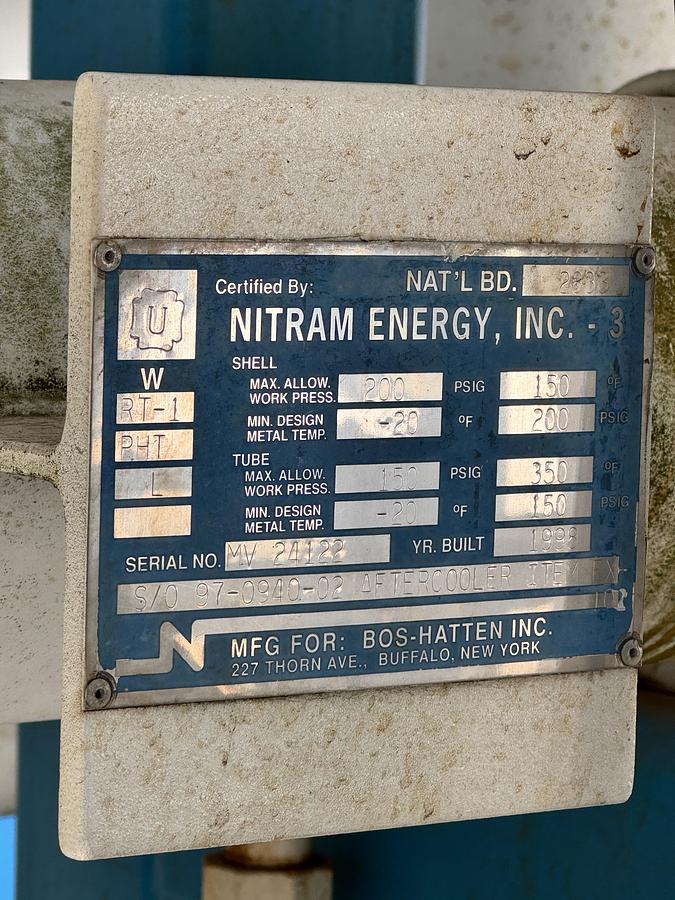 U
Certified By: NAT'L BD.
NITRAM ENERGY, INC. - 3
W
RT-1
PHT
L
SHELL
MAX. ALLOW. WORK PRESS. 200 PSIG 150 °F
MIN. DESIGN METAL TEMP. -20 °F 200 PSIG
TUBE
MAX. ALLOW. WORK PRESS. 150 PSIG 350 °F
MIN. DESIGN METAL TEMP. -20 °F 150 PSIG
SERIAL NO. MV 24122 YR. BUILT
S/O 97-0940-02 AFTERCOOLER ITEM
MFG FOR: BOS-HATTEN INC.
227 THORN AVE., BUFFALO, NEW YORK